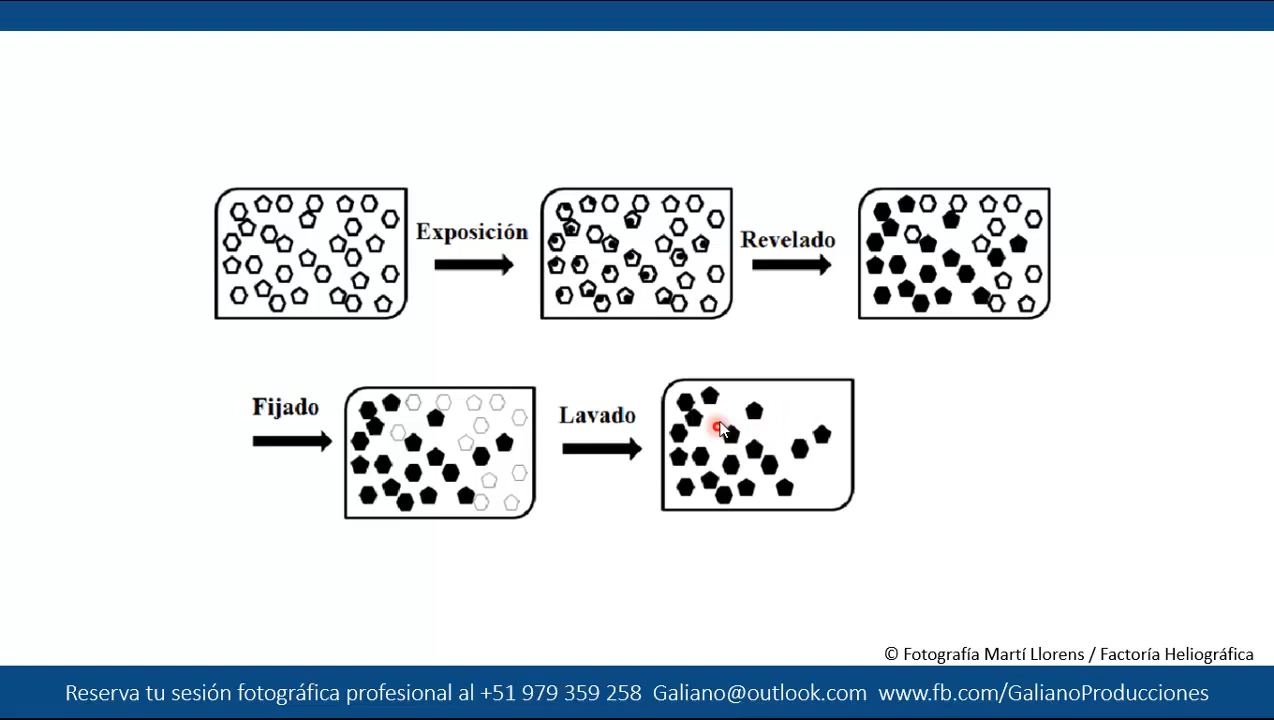 Exposición
Revelado
Fijado
Lavado
© Fotografía Martí Llorens / Factoría Heliográfica
Reserva tu sesión fotográfica profesional al +51 979 359 258 Galiano@outlook.com www.fb.com/GalianoProducciones